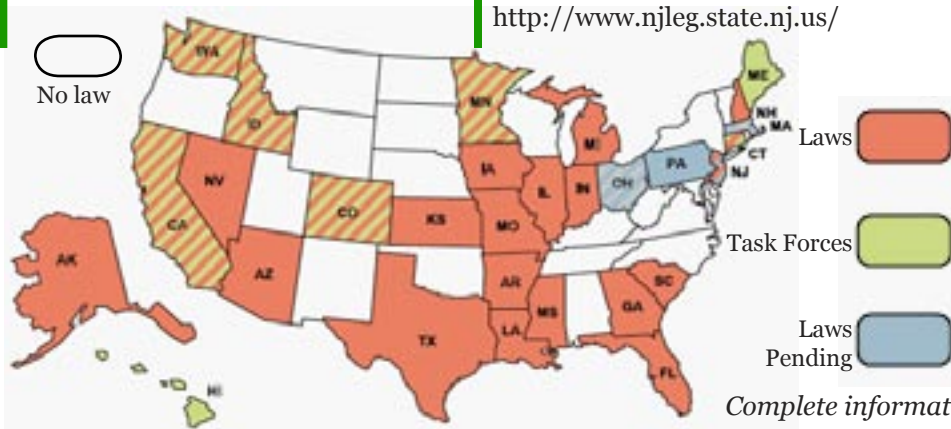 http://www.njleg.state.nj.us/
No law
WA
ID
MN
ME
NH
MA
CT
NJ
PA
OH
MI
IA
IL
IN
NV
CA
CO
KS
MO
AK
AZ
AR
SC
GA
MS
LA
TX
FL
HI
Laws
Task Forces
Laws
Pending
Complete informat